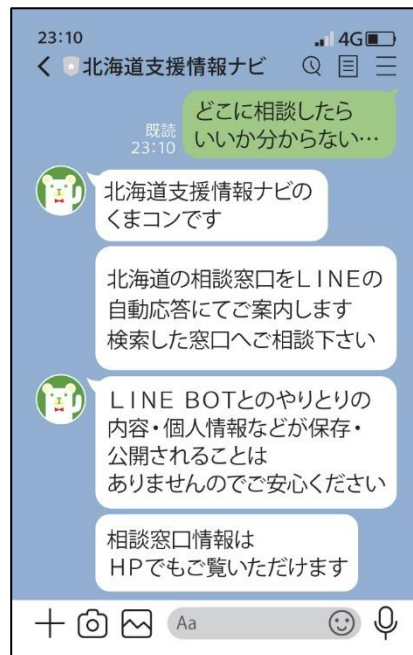 23:10
4G
北海道支援情報ナビ
どこに相談したら
いいか分からない…
既読
23:10
北海道支援情報ナビの
くまコンです
北海道の相談窓口をLINEの
自動応答にてご案内します
検索した窓口へご相談下さい
LINE BOTとのやりとりの
内容・個人情報などが保存・
公開されることは
ありませんのでご安心ください
相談窓口情報は
HPでもご覧いただけます
Aa